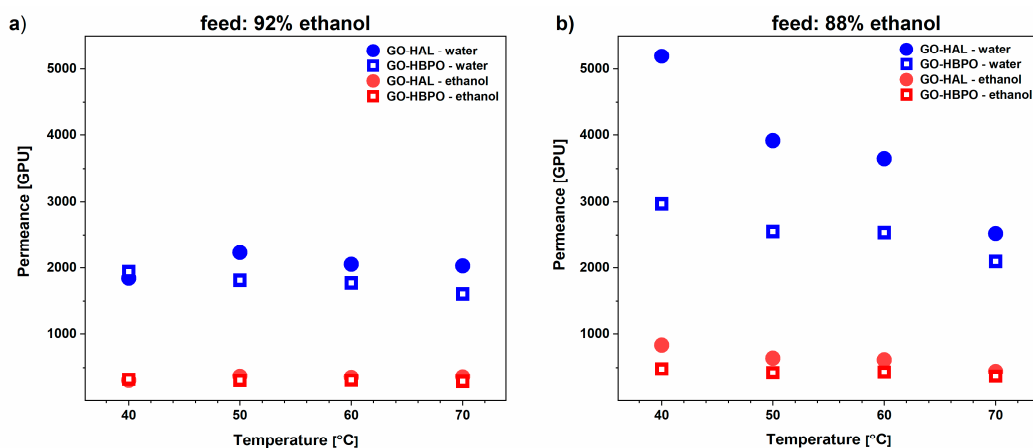 a)
feed: 92% ethanol
GO-HAL - water
GO-HBPO - water
GO-HAL - ethanol
GO-HBPO - ethanol
5000
4000
3000
2000
1000
Permeance [GPU]
40 50 60 70
Temperature [°C]
b)
feed: 88% ethanol
GO-HAL - water
GO-HBPO - water
GO-HAL - ethanol
GO-HBPO - ethanol
5000
4000
3000
2000
1000
Permeance [GPU]
40 50 60 70
Temperature [°C]